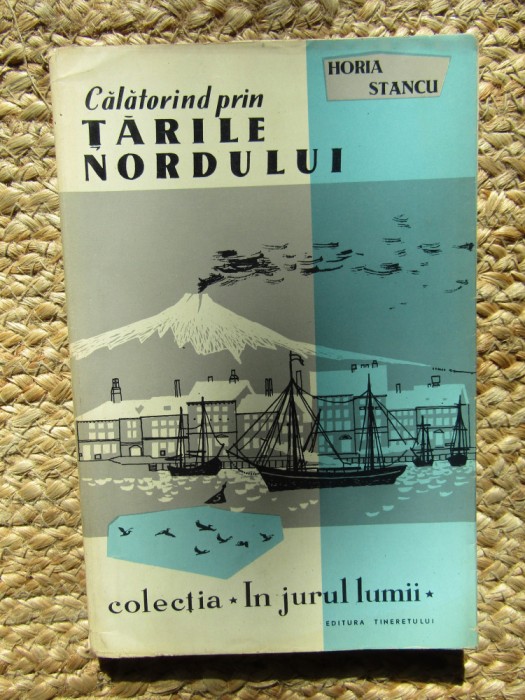 HORIA
STANCU
Călătorind prin
ȚĂRILE
NORDULUI
colecția ★ In jurul lumii ★
EDITURA TINERETULUI